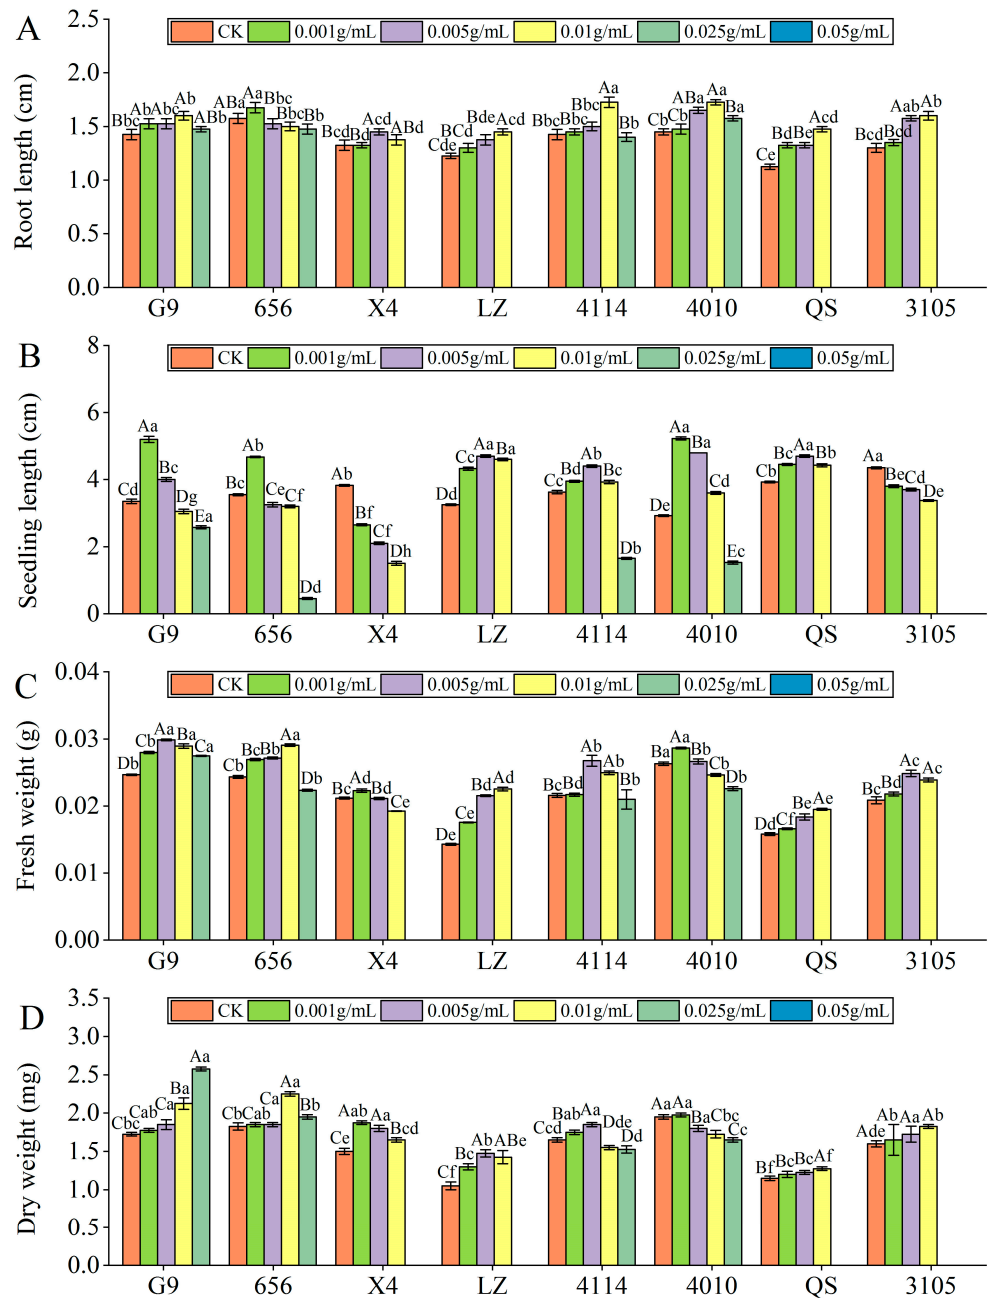 A
CK 0.001g/mL 0.005g/mL 0.01g/mL 0.025g/mL 0.05g/mL
Root length (cm)
2.5
2.0
1.5
1.0
0.5
0.0
Bbc Ab Abc Ab ABb
ABa Aa Bbc Bbc Bb
Bcd Bd Acd ABd
Cde BCd Bde Acd
Bbc Bbc Bbc Aa Bb
Cb Cb ABa Aa Ba
Ce Bd Be Acd
Bcd Bcd Aab Ab
G9 656 X4 LZ 4114 4010 QS 3105
B
CK 0.001g/mL 0.005g/mL 0.01g/mL 0.025g/mL 0.05g/mL
Seedling length (cm)
8
6
4
2
0
Cd Aa Bc Dg Ea
Bc Ab Ce Cf Dd
Ab Bf Cf Dh
Dd Cc Aa Ba
Cc Bd Ab Bc Db
De Aa Ba Cd Ec
Cb Bc Aa Bb
Aa Be Cd De
G9 656 X4 LZ 4114 4010 QS 3105
C
CK 0.001g/mL 0.005g/mL 0.01g/mL 0.025g/mL 0.05g/mL
Fresh weight (g)
0.04
0.03
0.02
0.01
0.00
Db Cb Aa Ba Ca
Cb Bc Bb Aa Db
Bc Ad Bd Ce
De Ce Bd Ad
Bc Bd Ab Ab Bb
Ba Aa Bb Cb Db
Dd Cf Be Ae
Bc Bd Ac Ac
G9 656 X4 LZ 4114 4010 QS 3105
D
CK 0.001g/mL 0.005g/mL 0.01g/mL 0.025g/mL 0.05g/mL
Dry weight (mg)
3.5
3.0
2.5
2.0
1.5
1.0
0.5
0.0
Cbc Cab Ca Ba Aa
Cb Cab Ca Aa Bb
Ce Aab Aa Bcd
Cf Bc Ab ABe
Ccd Bab Aa Dde Dd
Aa Aa Ba Cbc Cc
Bf Bc Bc Af
Ade Ab Aa Ab
G9 656 X4 LZ 4114 4010 QS 3105